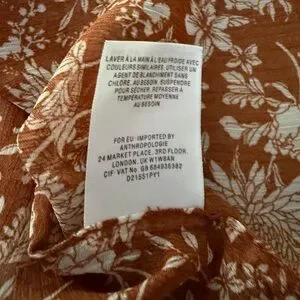 LAVER À LA MAIN À L'EAU FROIDE AVEC
COULEURS SIMILAIRES. UTILISER UN
AGENT DE BLANCHIMENT SANS
CHLORE, AU BESOIN. SUSPENDRE
POUR SÉCHER. REPASSER À
TEMPÉRATURE MOYENNE
AU BESOIN
FOR EU: IMPORTED BY
ANTHROPOLOGIE
24 MARKET PLACE, 3RD FLOOR,
LONDON, UK W1W8AN
CIF-VAT No GB 684936982
D21551PY1